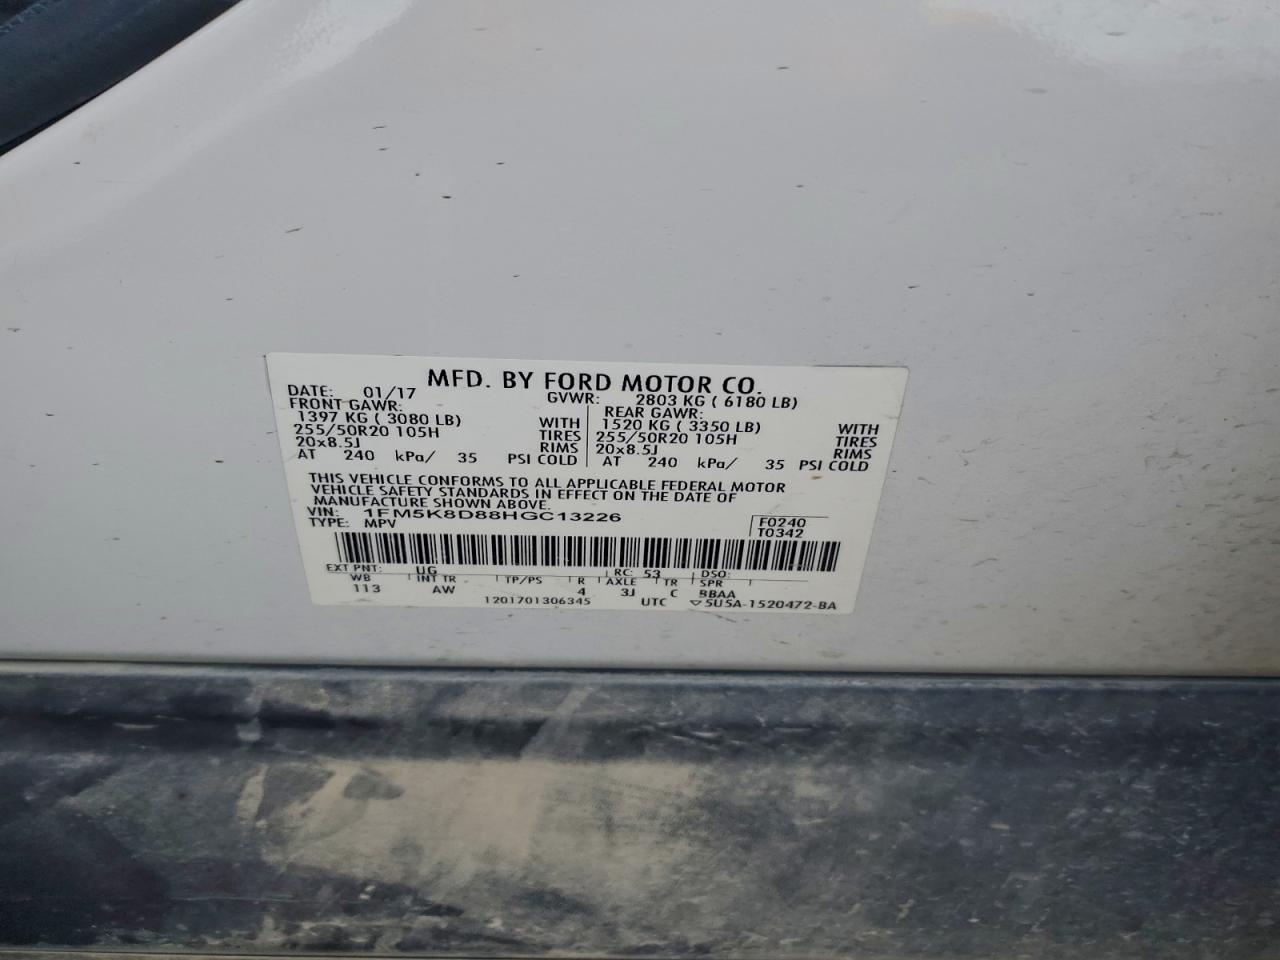 MFD. BY FORD MOTOR CO.
DATE: 01/17 GVWR: 2803 KG ( 6180 LB)
FRONT GAWR: REAR GAWR:
1397 KG ( 3080 LB) WITH 1520 KG ( 3350 LB) WITH
255/50R20 105H TIRES 255/50R20 105H TIRES
20x8.5J RIMS 20x8.5J RIMS
AT 240 kPa/ 35 PSI COLD AT 240 kPa/ 35 PSI COLD
THIS VEHICLE CONFORMS TO ALL APPLICABLE FEDERAL MOTOR
VEHICLE SAFETY STANDARDS IN EFFECT ON THE DATE OF
MANUFACTURE SHOWN ABOVE.
VIN: 1FM5K8D88HGC13226 F0240
TYPE: MPV T0342
EXT PNT: UG RC: 53 DSO:
WB INT TR TP/PS R AXLE TR SPR
113 AW 4 3J C BBAA
1201701306345 UTC ▽5U5A-1520472-BA